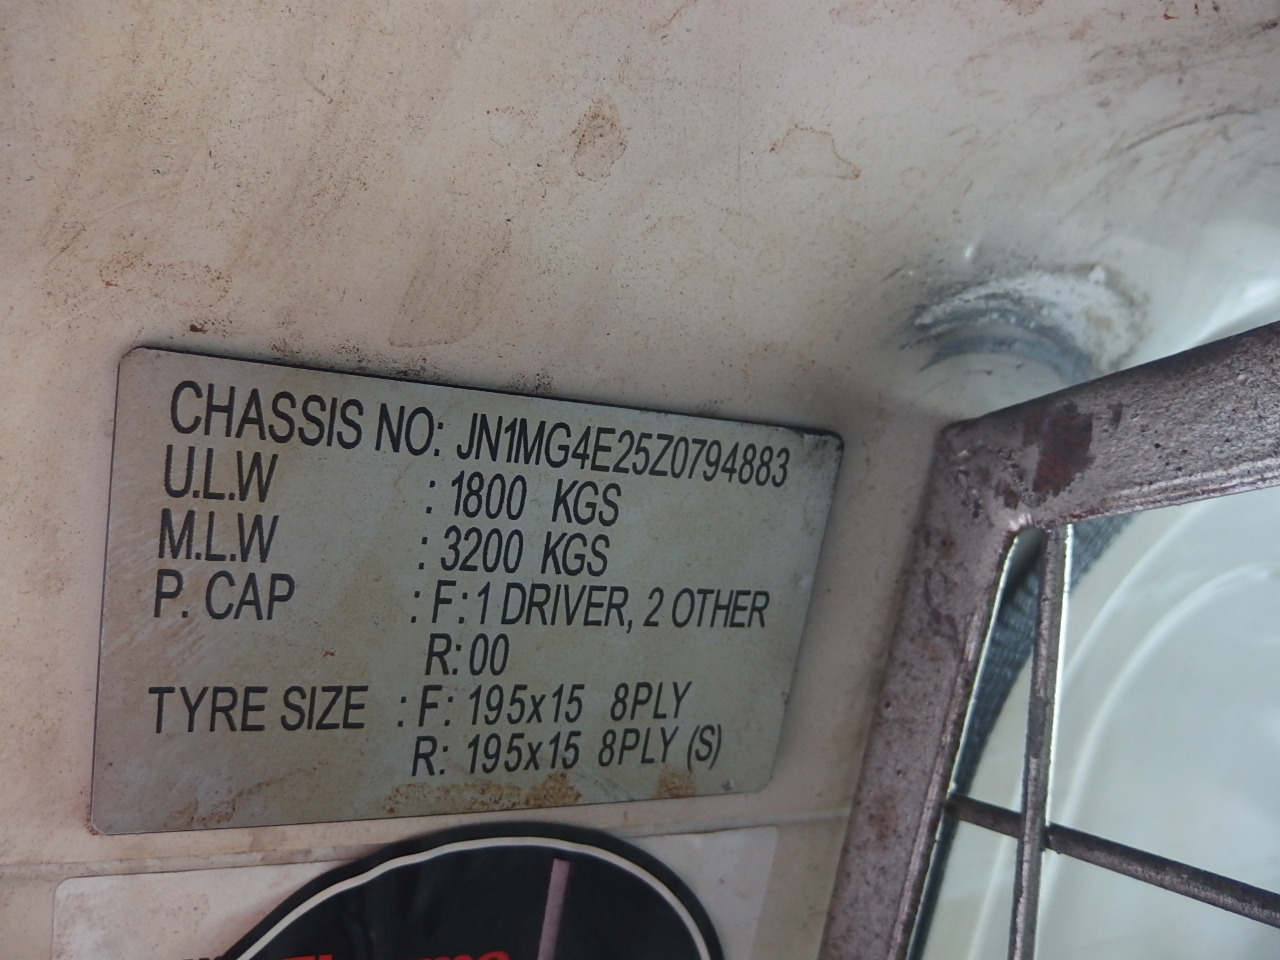 CHASSIS NO: JN1MG4E25Z0794883
U.L.W : 1800 KGS
M.L.W : 3200 KGS
P. CAP : F: 1 DRIVER, 2 OTHER
R: 00
TYRE SIZE : F: 195x15 8PLY
R: 195x15 8PLY (S)